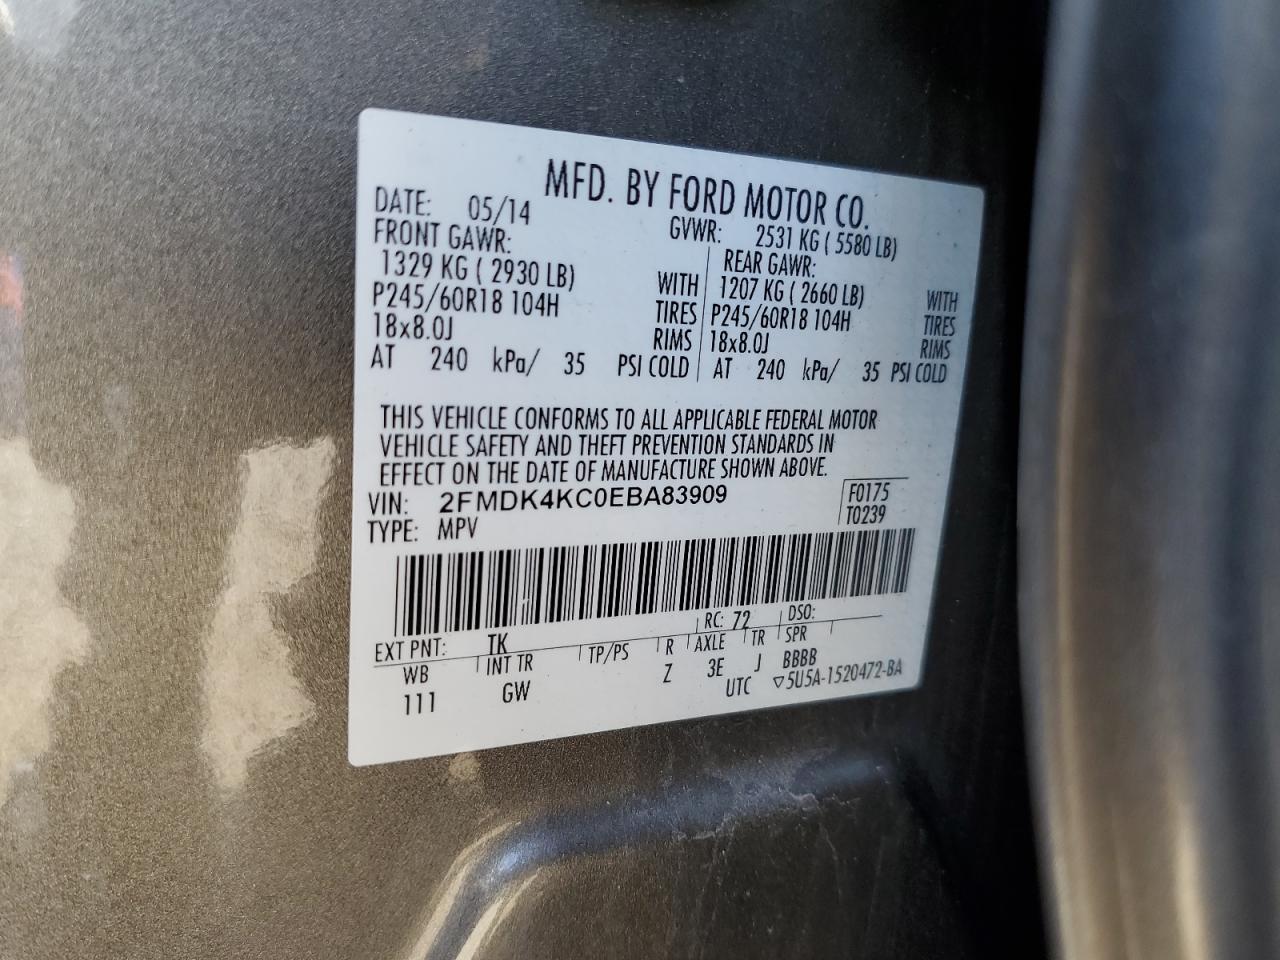 MFD. BY FORD MOTOR CO.
DATE: 05/14 GVWR: 2531 KG ( 5580 LB)
FRONT GAWR: REAR GAWR:
1329 KG ( 2930 LB) WITH 1207 KG ( 2660 LB) WITH
P245/60R18 104H TIRES P245/60R18 104H TIRES
18x8.0J RIMS 18x8.0J RIMS
AT 240 kPa/ 35 PSI COLD AT 240 kPa/ 35 PSI COLD
THIS VEHICLE CONFORMS TO ALL APPLICABLE FEDERAL MOTOR
VEHICLE SAFETY AND THEFT PREVENTION STANDARDS IN
EFFECT ON THE DATE OF MANUFACTURE SHOWN ABOVE.
VIN: 2FMDK4KC0EBA83909 F0175
TYPE: MPV T0239
EXT PNT: TK RC: 72 DSO:
WB INT TR TP/PS R AXLE TR SPR
111 GW Z 3E J BBBB
UTC ▽5U5A-1520472-BA